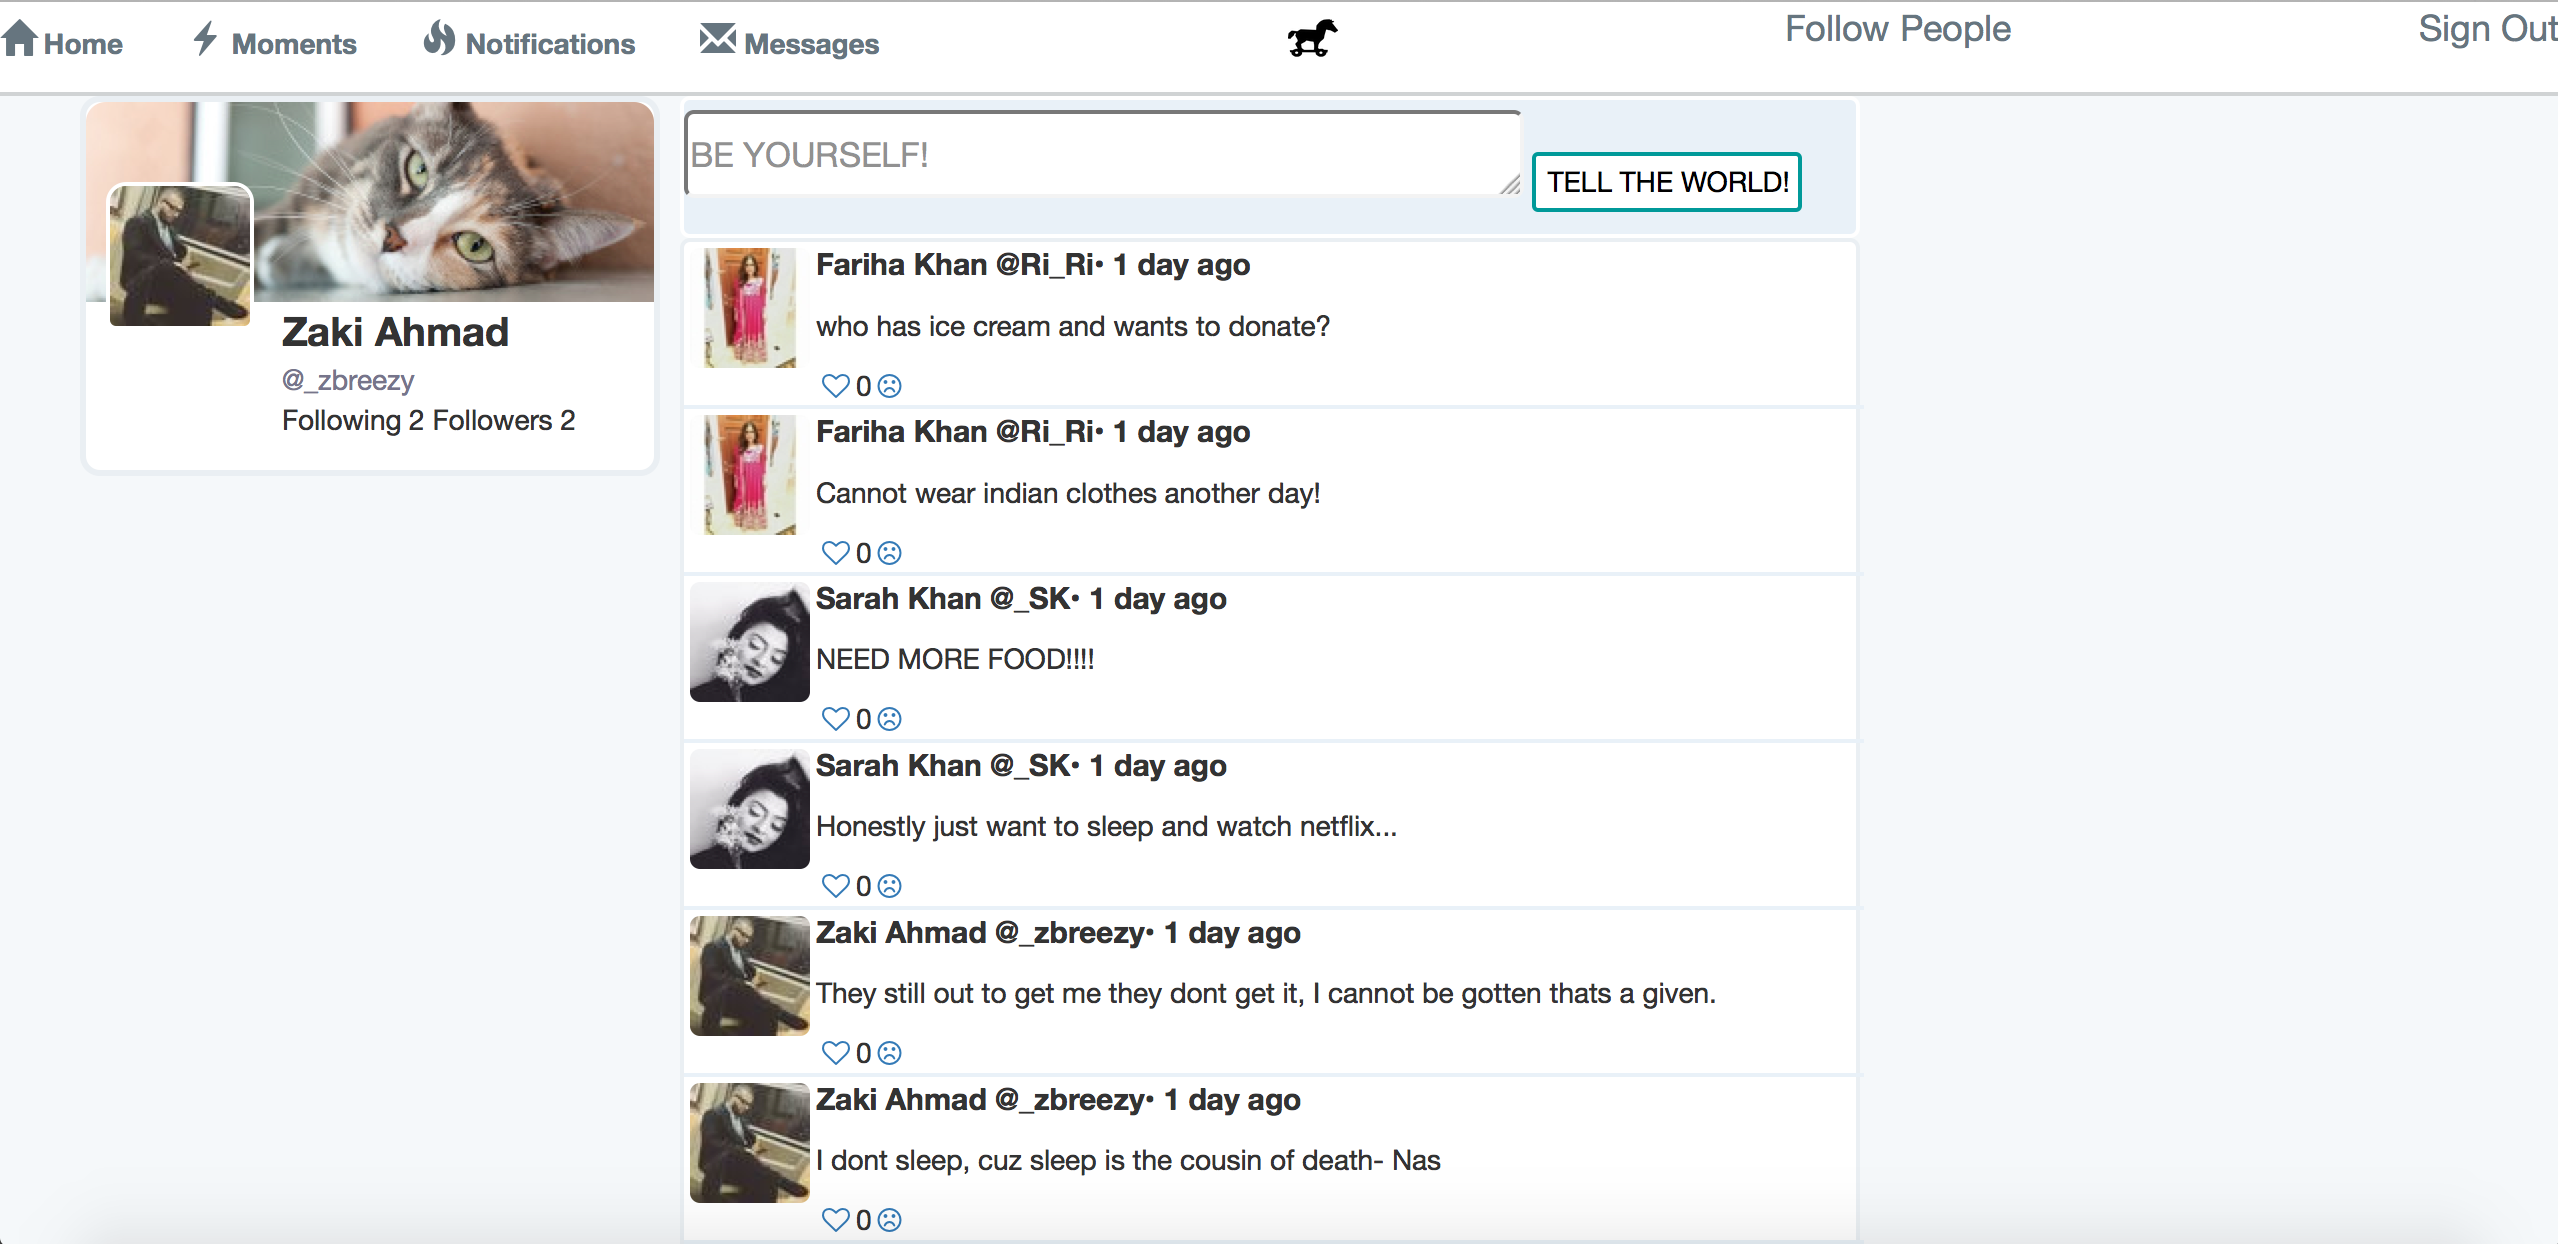 Home Moments Notifications Messages Follow People Sign Out
Zaki Ahmad
@_zbreezy
Following 2 Followers 2
BE YOURSELF!
TELL THE WORLD!
Fariha Khan @Ri_Ri• 1 day ago
who has ice cream and wants to donate?
0
Fariha Khan @Ri_Ri• 1 day ago
Cannot wear indian clothes another day!
0
Sarah Khan @_SK• 1 day ago
NEED MORE FOOD!!!!
0
Sarah Khan @_SK• 1 day ago
Honestly just want to sleep and watch netflix...
0
Zaki Ahmad @_zbreezy• 1 day ago
They still out to get me they dont get it, I cannot be gotten thats a given.
0
Zaki Ahmad @_zbreezy• 1 day ago
I dont sleep, cuz sleep is the cousin of death- Nas
0